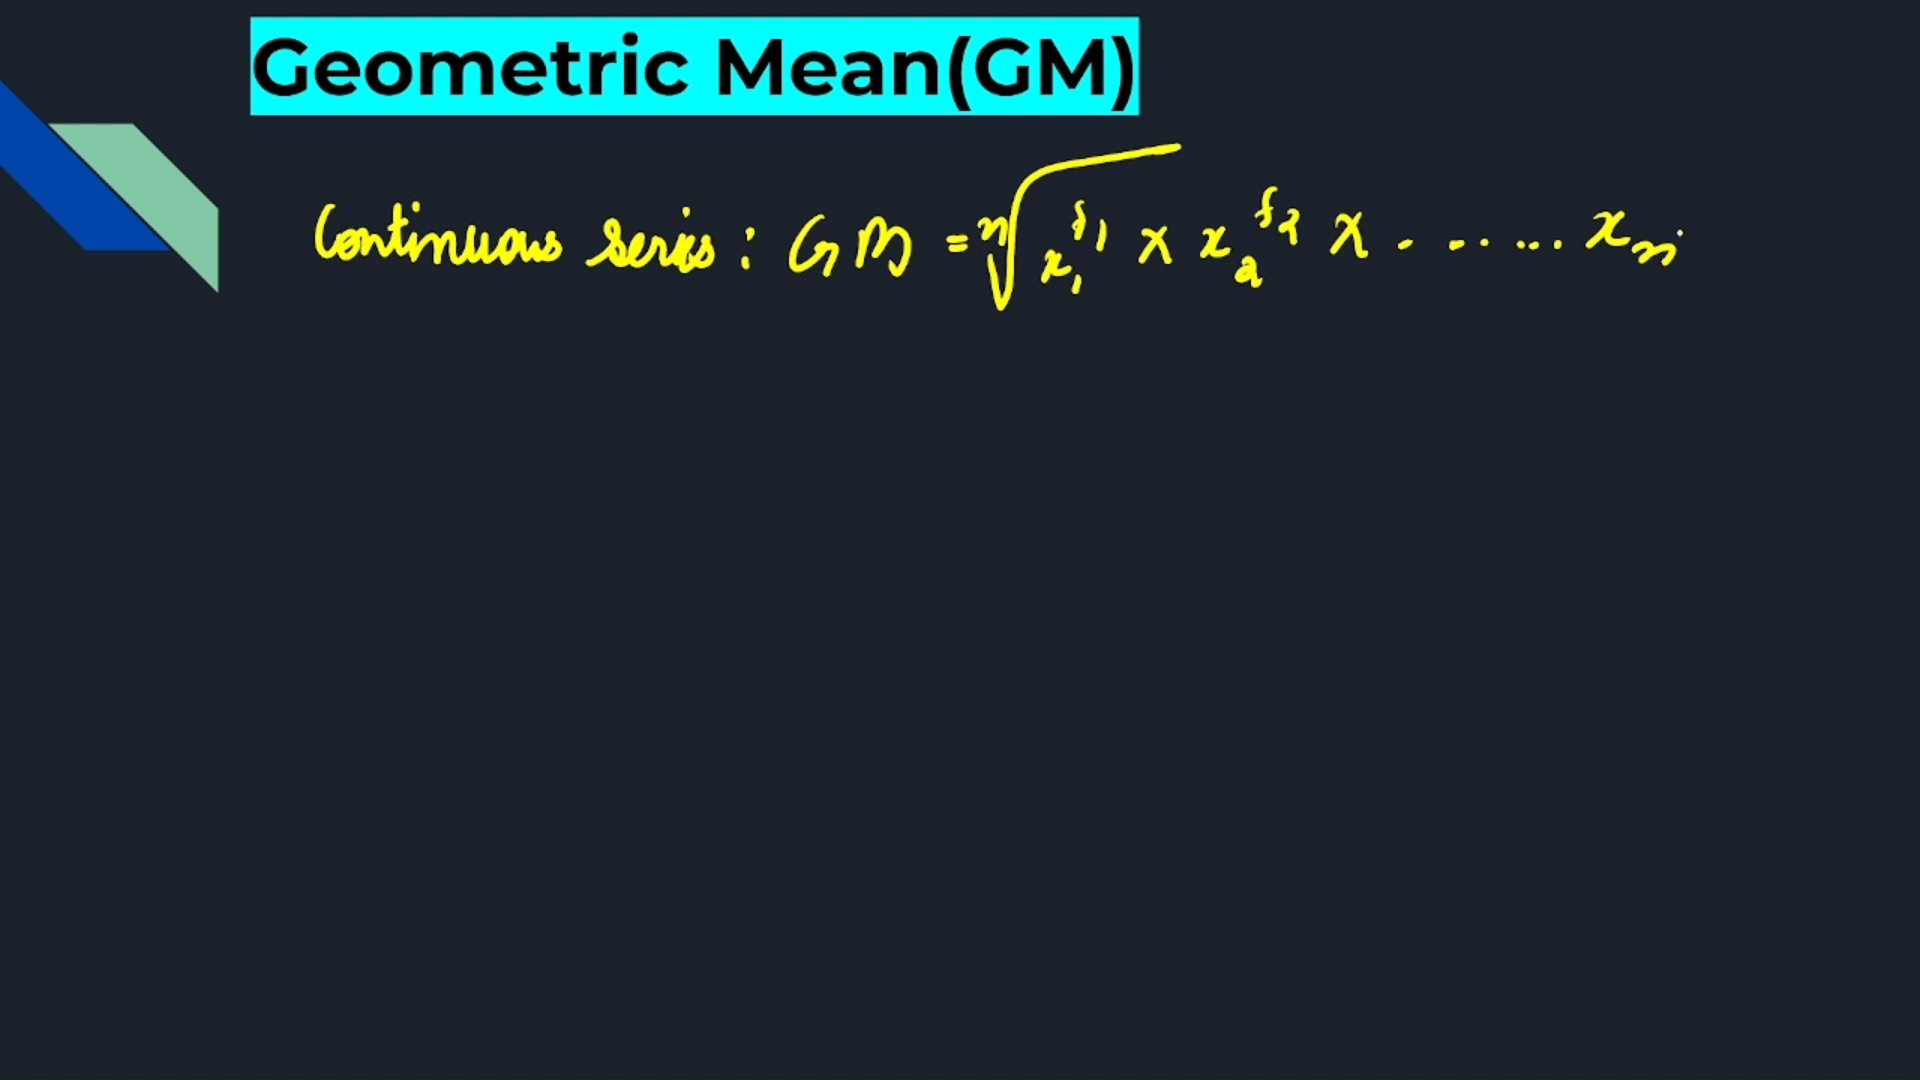 Geometric Mean(GM)
Continuous series : GM = ⁿ√ x₁^f₁ × x₂^f₂ × . . . . . . . xₙ